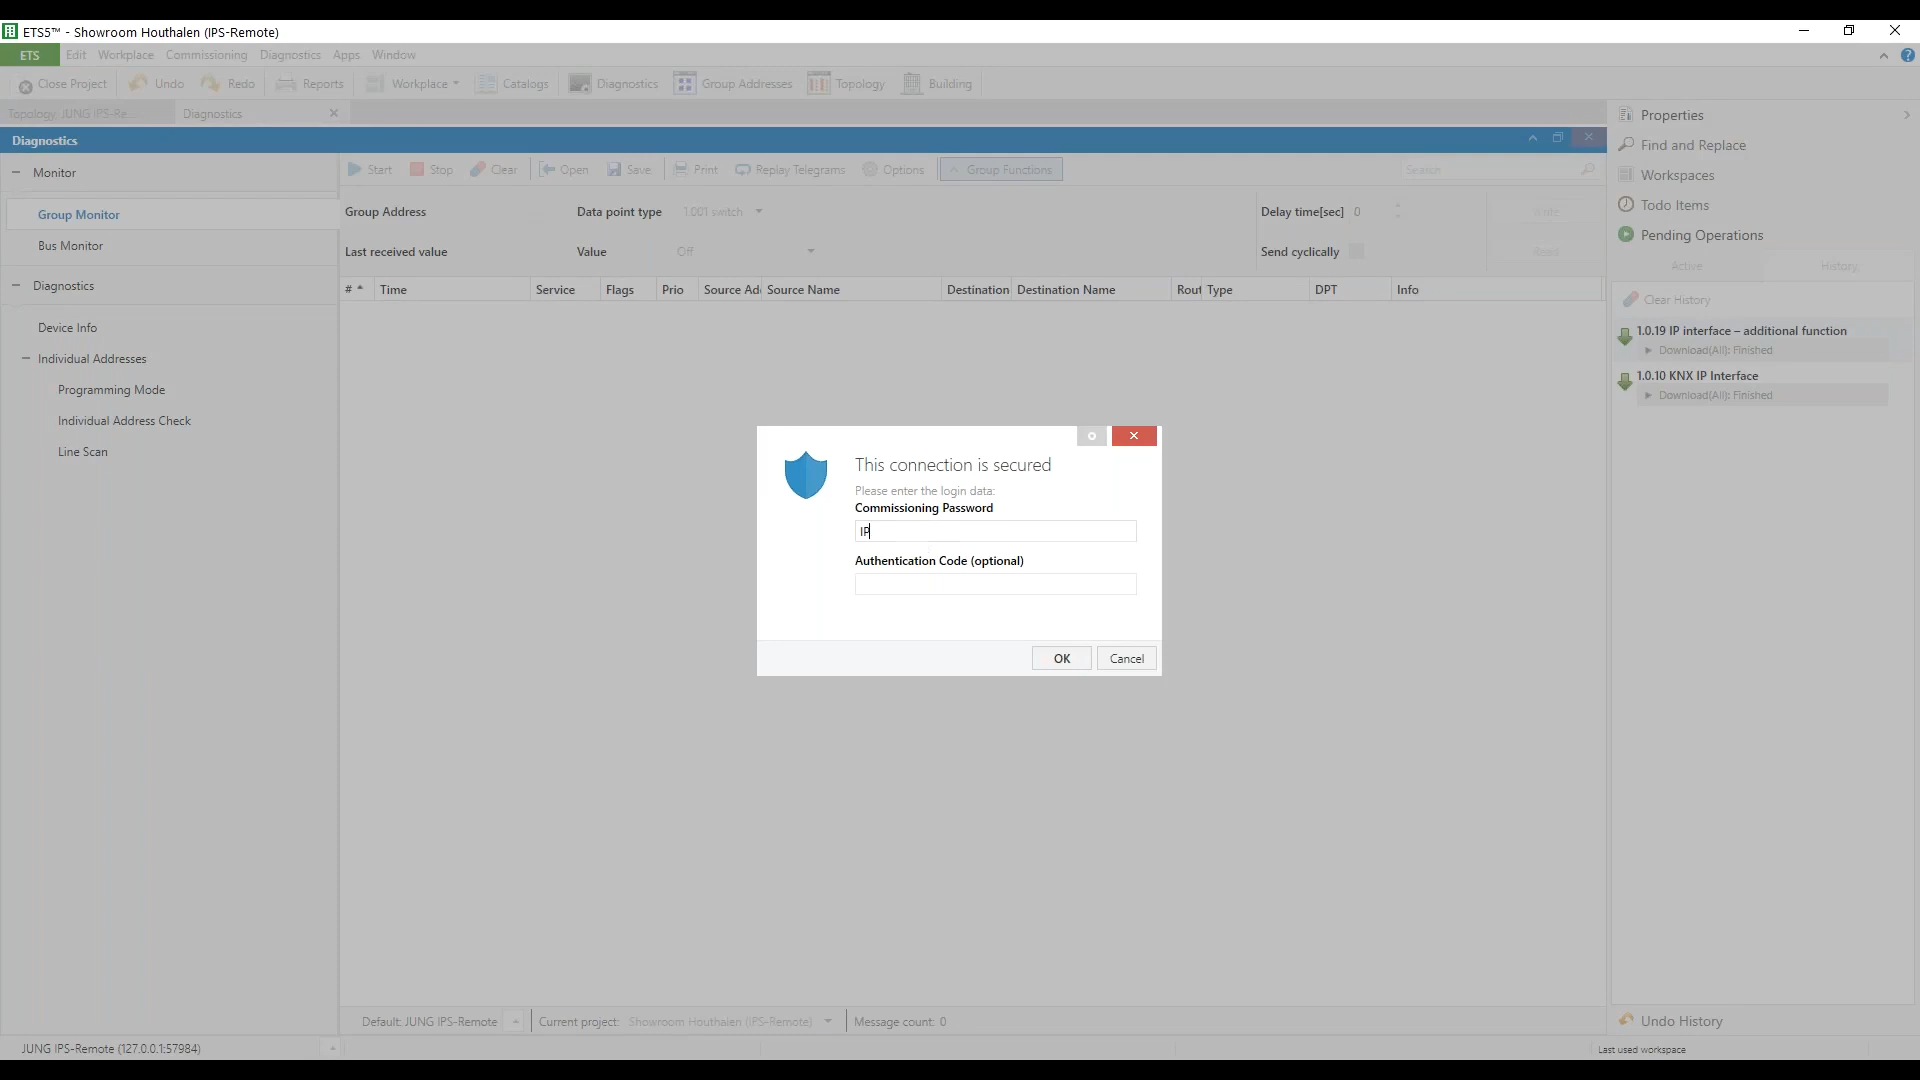 ETS5™ - Showroom Houthalen (IPS-Remote)
ETS Edit Workplace Commissioning Diagnostics Apps Window
Close Project Undo Redo Reports Workplace Catalogs Diagnostics Group Addresses Topology Building
Topology: JUNG IPS-Re... Diagnostics
Diagnostics
Monitor
Group Monitor
Bus Monitor
Diagnostics
Device Info
Individual Addresses
Programming Mode
Individual Address Check
Line Scan
Start Stop Clear Open Save Print Replay Telegrams Options Group Functions Search
Group Address Data point type 1.001 switch Delay time[sec] 0 Write
Last received value Value Off Send cyclically Read
# Time Service Flags Prio Source Ad Source Name Destination Destination Name Rout Type DPT Info
This connection is secured
Please enter the login data:
Commissioning Password
IP
Authentication Code (optional)
OK Cancel
Properties
Find and Replace
Workspaces
Todo Items
Pending Operations
Active History
Clear History
1.0.19 IP interface – additional function
Download(All): Finished
1.0.10 KNX IP Interface
Download(All): Finished
Undo History
Default: JUNG IPS-Remote Current project: Showroom Houthalen (IPS-Remote) Message count: 0
JUNG IPS-Remote (127.0.0.1:57984) Last used workspace